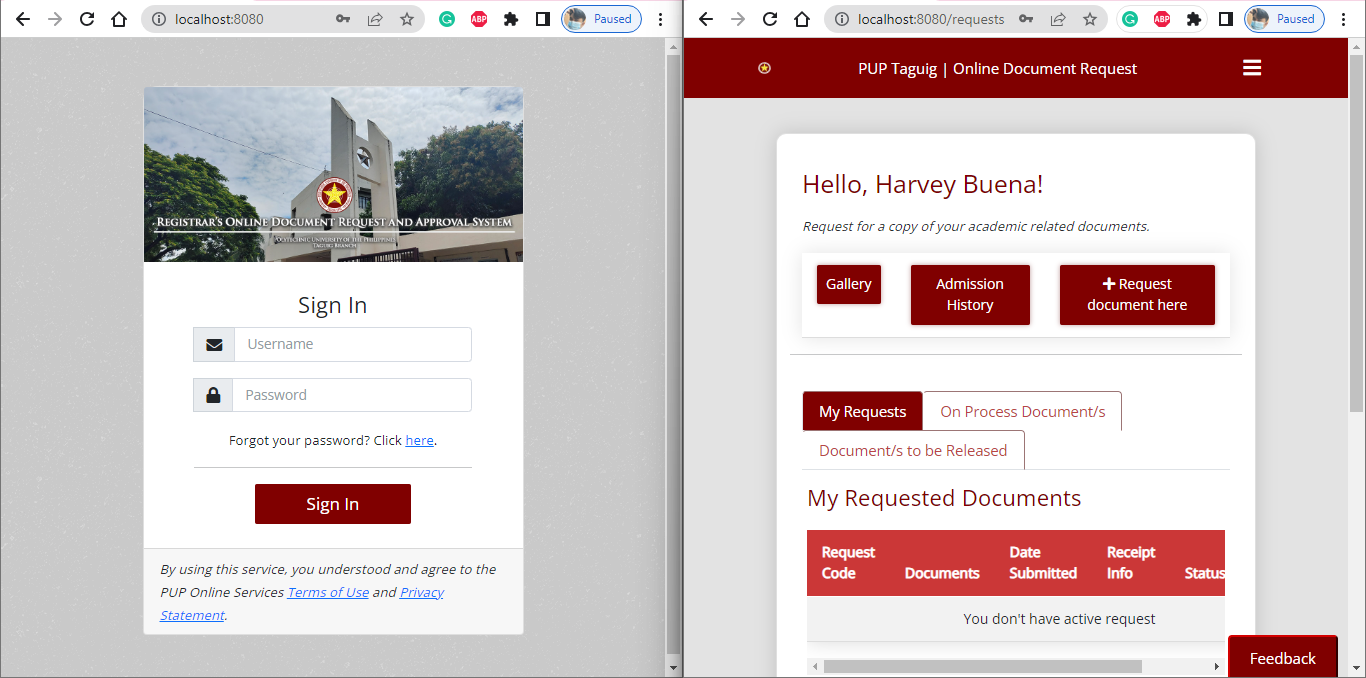 localhost:8080
ABP
Paused
REGISTRAR'S ONLINE DOCUMENT REQUEST AND APPROVAL SYSTEM
POLYTECHNIC UNIVERSITY OF THE PHILIPPINES
TAGUIG BRANCH
Sign In
Username
Password
Forgot your password? Click here.
Sign In
By using this service, you understood and agree to the
PUP Online Services Terms of Use and Privacy
Statement.
localhost:8080/requests
ABP
Paused
PUP Taguig | Online Document Request
Hello, Harvey Buena!
Request for a copy of your academic related documents.
Gallery
Admission
History
Request
document here
My Requests
On Process Document/s
Document/s to be Released
My Requested Documents
Request
Code
Documents
Date
Submitted
Receipt
Info
Status
You don't have active request
Feedback